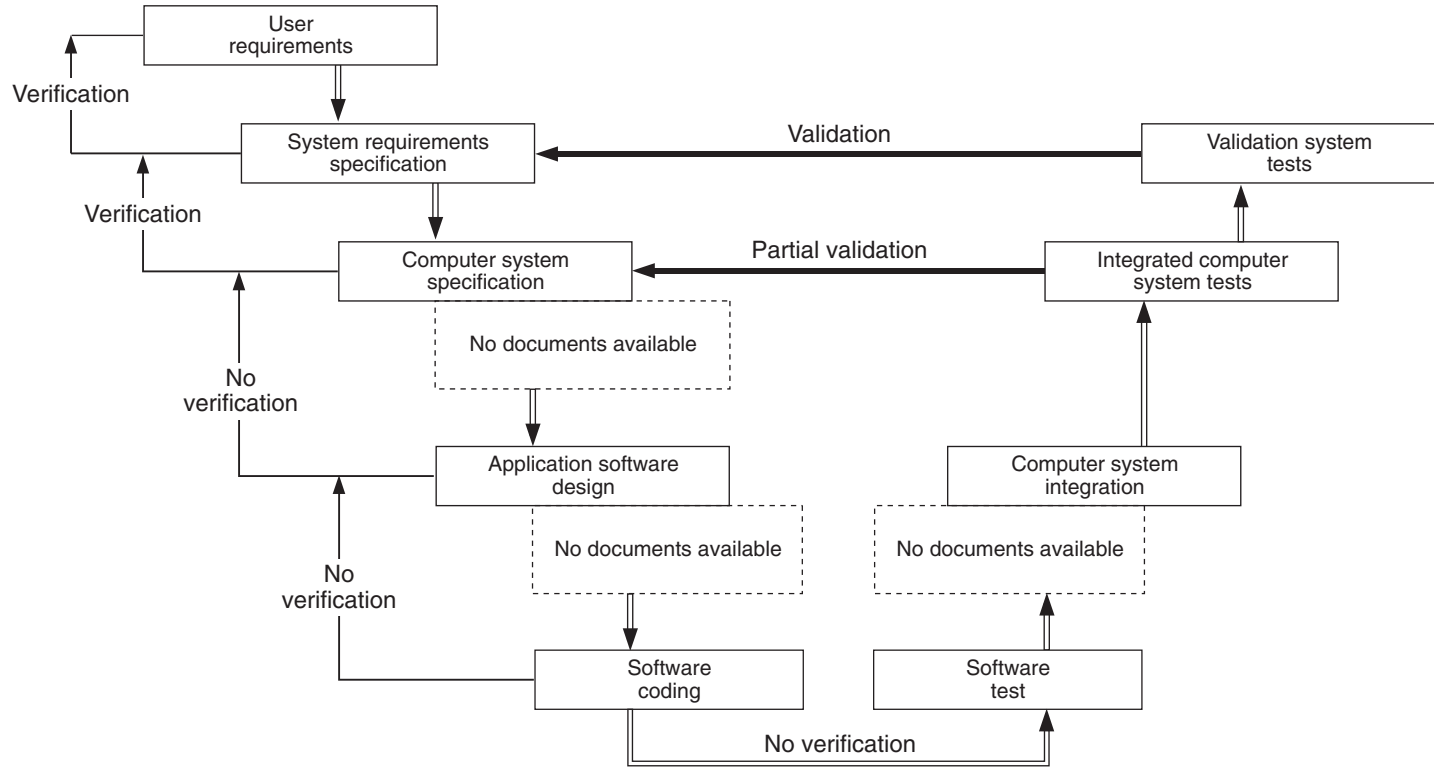 User
requirements
Verification
System requirements
specification
Validation
Validation system
tests
Verification
Computer system
specification
Partial validation
Integrated computer
system tests
No documents available
No
verification
Application software
design
Computer system
integration
No documents available
No documents available
No
verification
Software
coding
Software
test
No verification